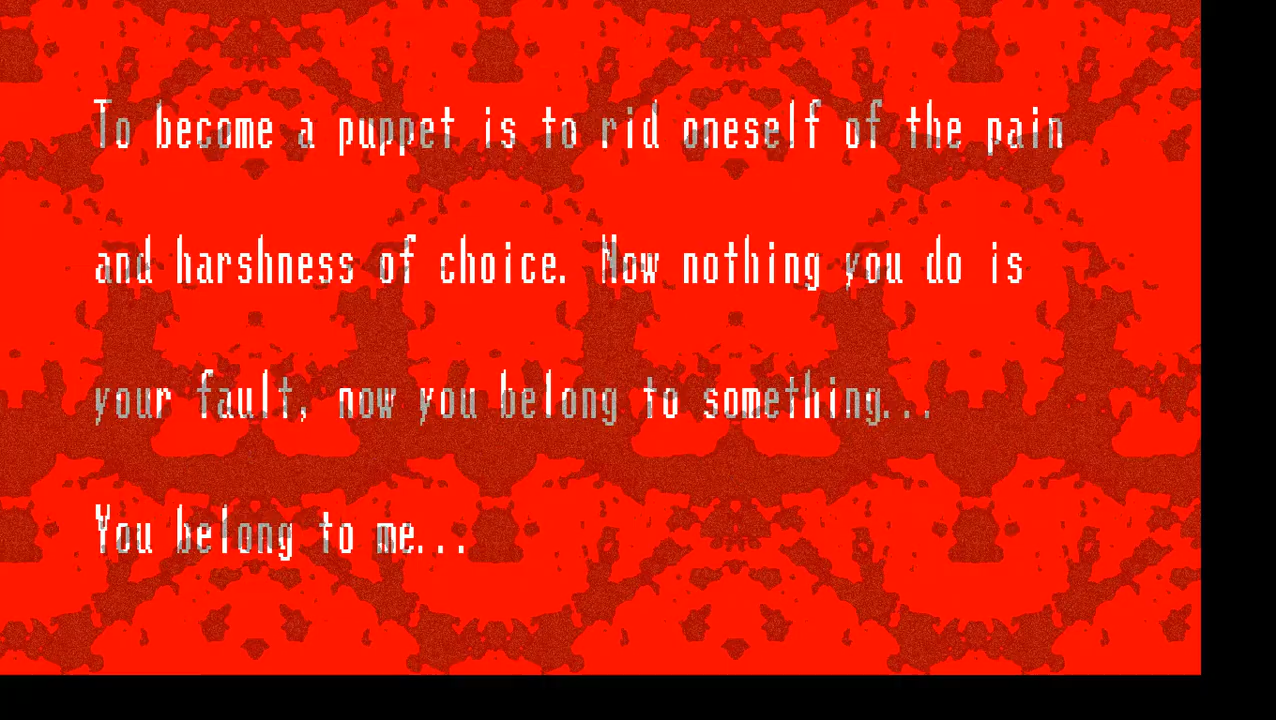 To become a puppet is to rid oneself of the pain
and harshness of choice. Now nothing you do is
your fault, now you belong to something...
You belong to me...